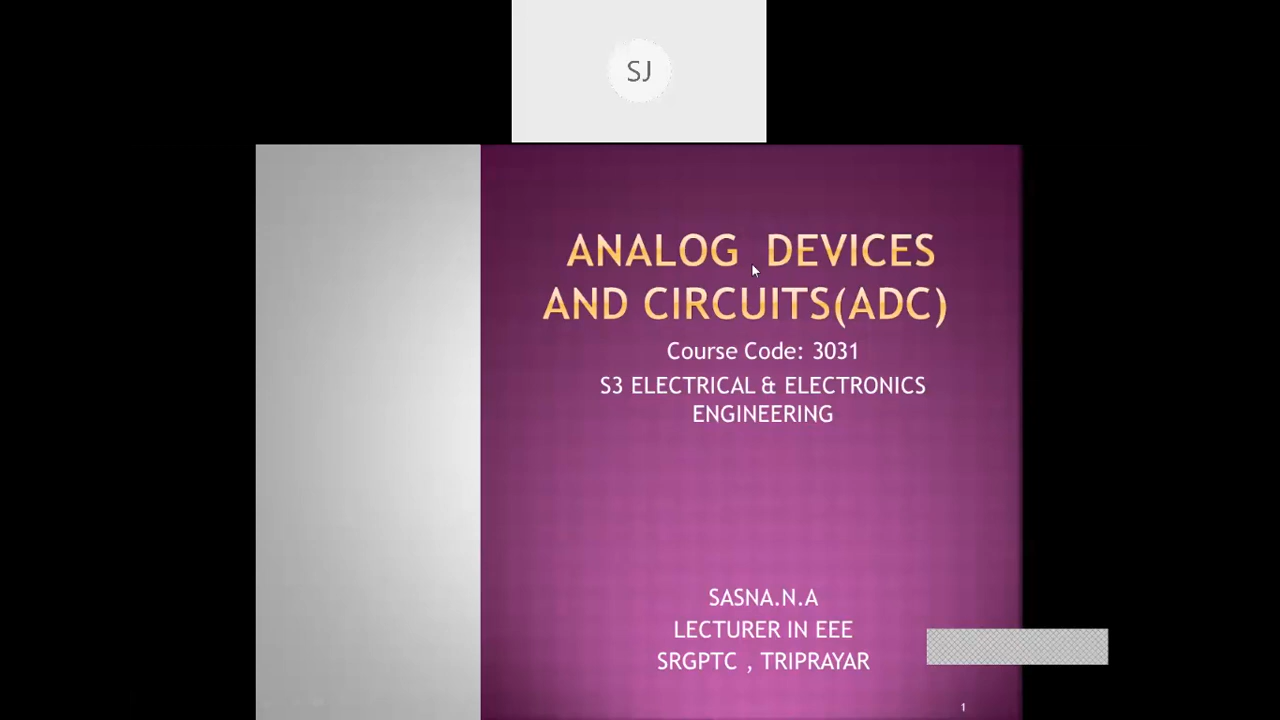 SJ
ANALOG DEVICES
AND CIRCUITS(ADC)
Course Code: 3031
S3 ELECTRICAL & ELECTRONICS
ENGINEERING
SASNA.N.A
LECTURER IN EEE
SRGPTC , TRIPRAYAR
1